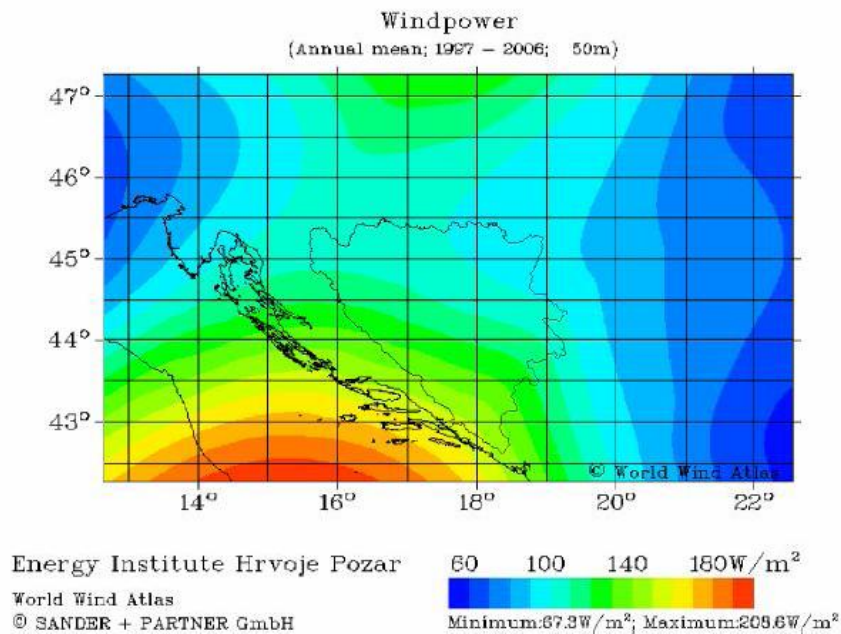 Windpower
(Annual mean; 1997 – 2006; 50m)
47°
46°
45°
44°
43°
© World Wind Atlas
14° 16° 18° 20° 22°
Energy Institute Hrvoje Pozar
60 100 140 180W/m²
World Wind Atlas
© SANDER + PARTNER GmbH
Minimum:67.3W/m²; Maximum:208.6W/m²